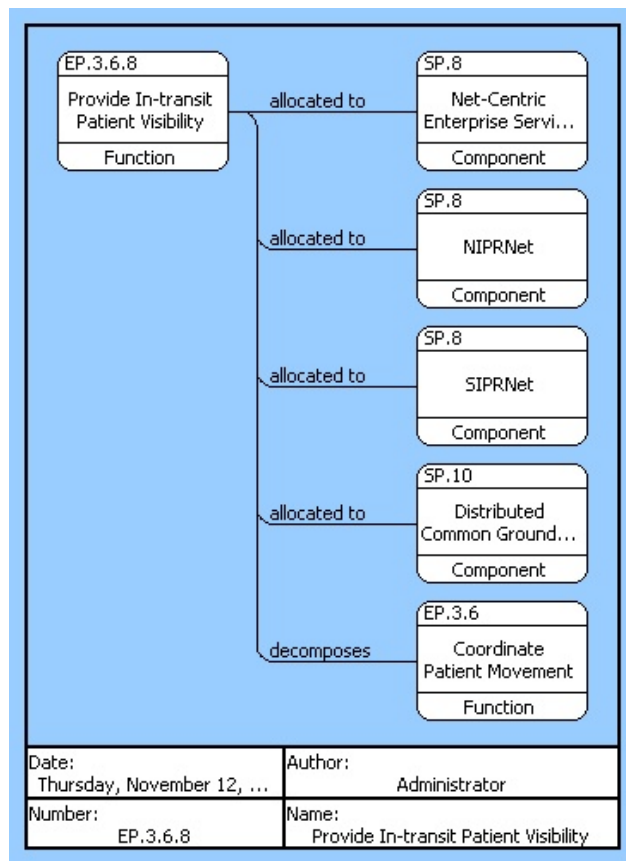 EP.3.6.8
Provide In-transit
Patient Visibility
Function
allocated to
SP.8
Net-Centric
Enterprise Servi...
Component
allocated to
SP.8
NIPRNet
Component
allocated to
SP.8
SIPRNet
Component
allocated to
SP.10
Distributed
Common Ground...
Component
decomposes
EP.3.6
Coordinate
Patient Movement
Function
Date:
Thursday, November 12, ...
Author:
Administrator
Number:
EP.3.6.8
Name:
Provide In-transit Patient Visibility